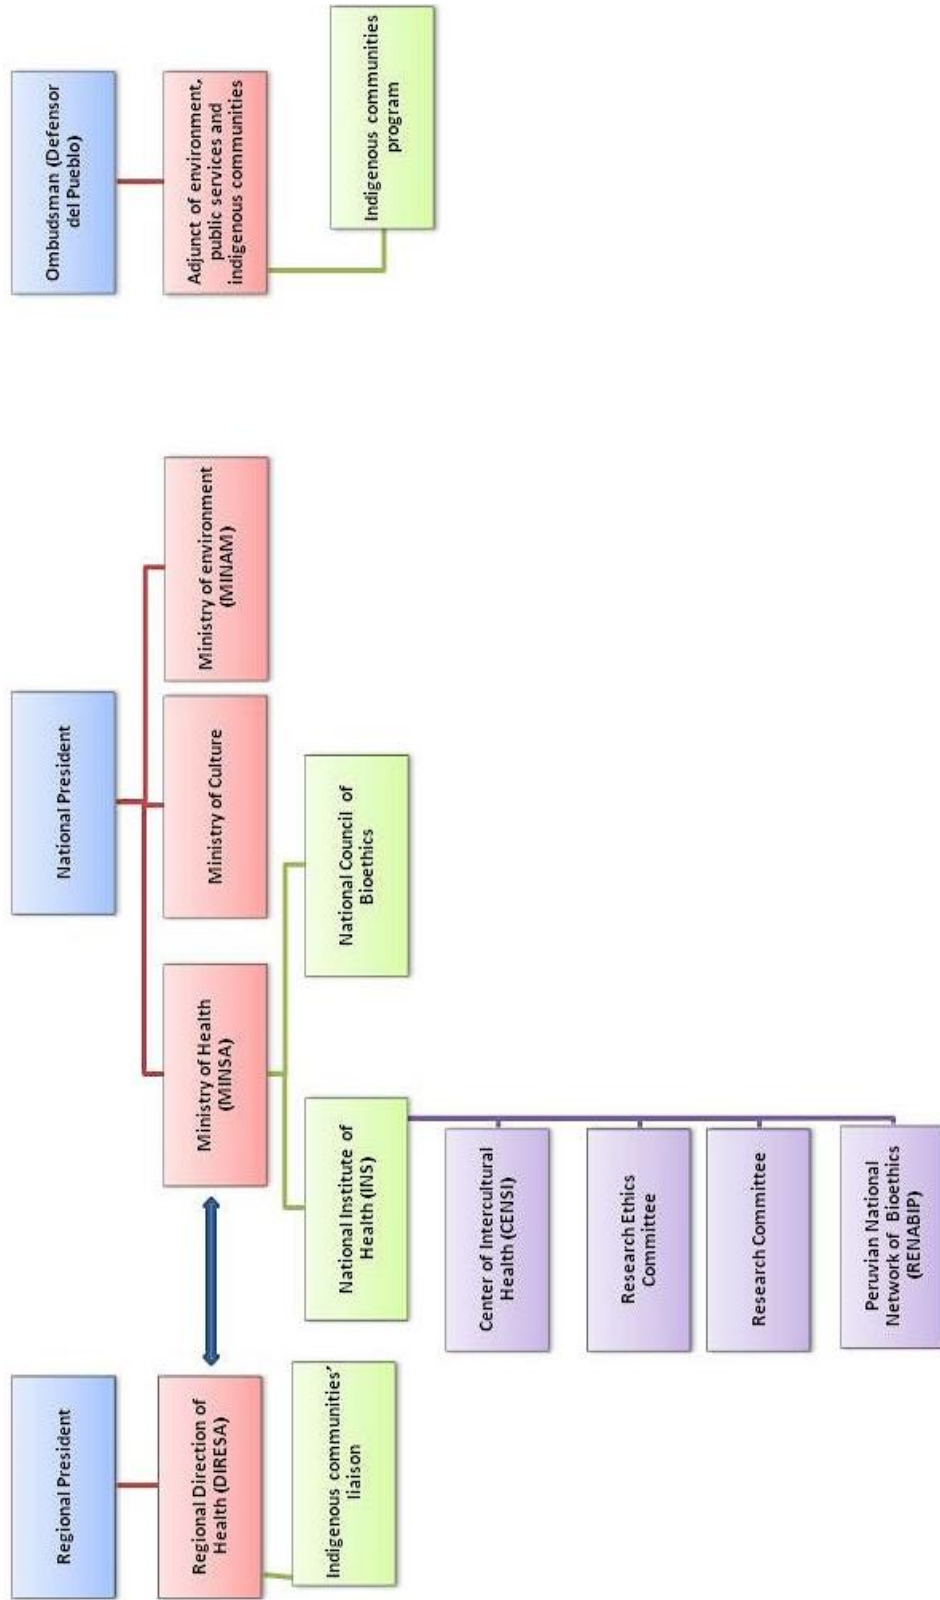 Regional President
Regional Direction of
Health (DIRESA)
Indigenous communities'
liaison
National President
Ministry of Health
(MINSA)
Ministry of Culture
Ministry of environment
(MINAM)
National Institute of
Health (INS)
National Council of
Bioethics
Center of Intercultural
Health (CENSI)
Research Ethics
Committee
Research Committee
Peruvian National
Network of Bioethics
(RENABIP)
Ombudsman (Defensor
del Pueblo)
Adjunct of environment,
public services and
indigenous communities
Indigenous communities
program